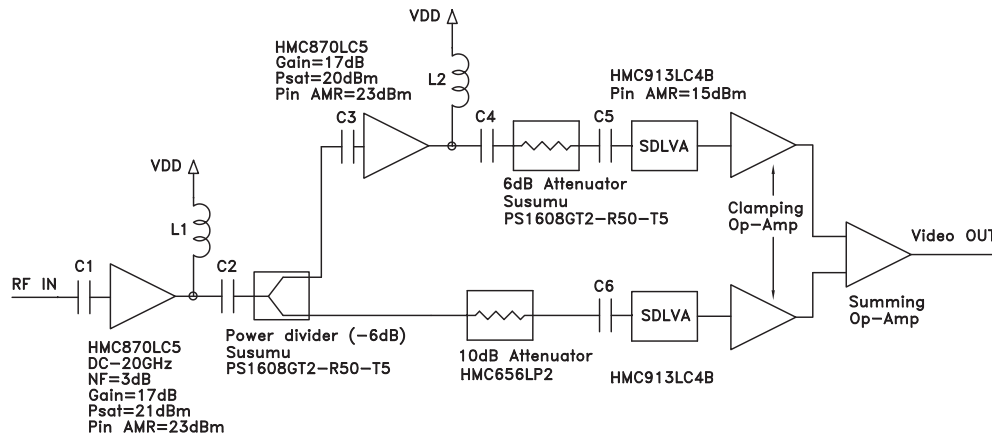 VDD
HMC870LC5
Gain=17dB
Psat=20dBm
Pin AMR=23dBm
L2
HMC913LC4B
Pin AMR=15dBm
C3
C4
C5
SDLVA
6dB Attenuator
Susumu
PS1608GT2-R50-T5
VDD
L1
Clamping
Op-Amp
Video OUT
RF IN
C1
C2
C6
SDLVA
Summing
Op-Amp
Power divider (-6dB)
Susumu
PS1608GT2-R50-T5
10dB Attenuator
HMC656LP2
HMC913LC4B
HMC870LC5
DC-20GHz
NF=3dB
Gain=17dB
Psat=21dBm
Pin AMR=23dBm